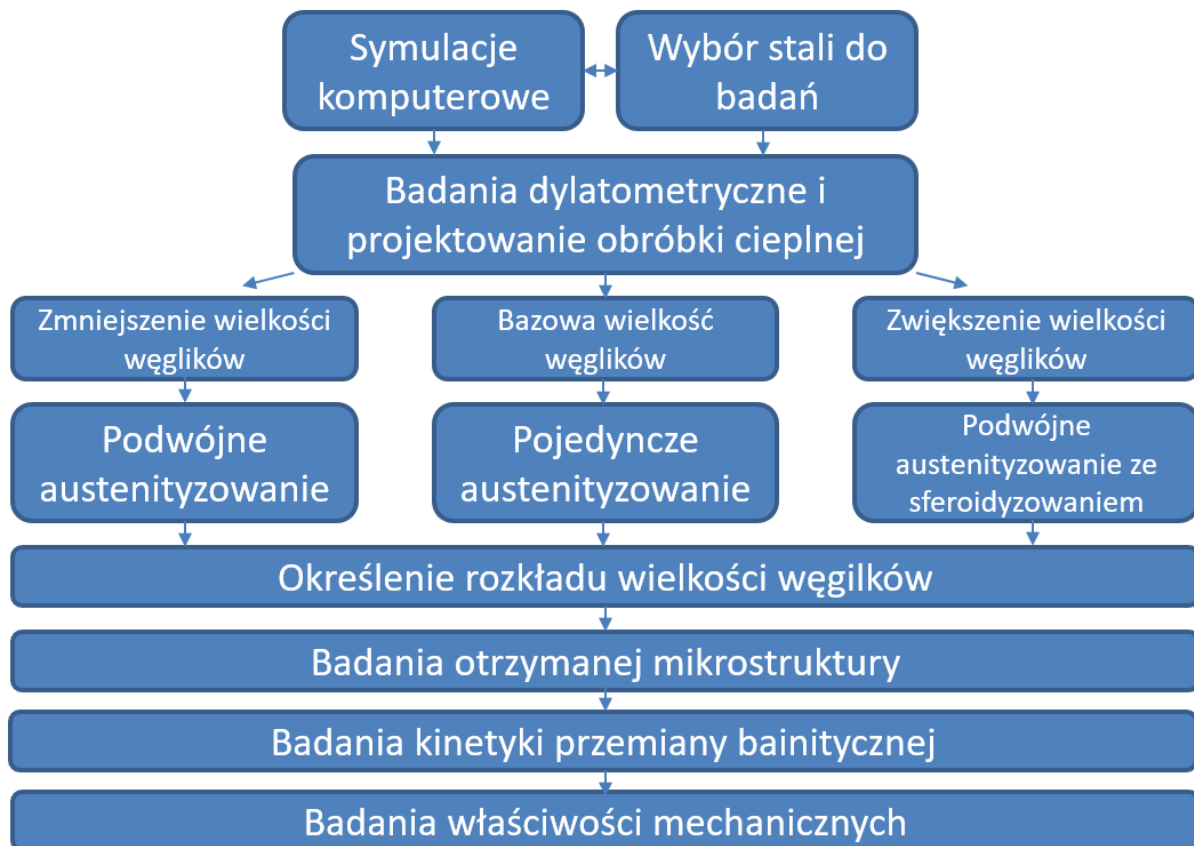 Symulacje
komputerowe
Wybór stali do
badań
Badania dylatometryczne i
projektowanie obróbki cieplnej
Zmniejszenie wielkości
węglików
Bazowa wielkość
węglików
Zwiększenie wielkości
węglików
Podwójne
austenityzowanie
Pojedyncze
austenityzowanie
Podwójne
austenityzowanie ze
sferoidyzowaniem
Określenie rozkładu wielkości węgilków
Badania otrzymanej mikrostruktury
Badania kinetyki przemiany bainitycznej
Badania właściwości mechanicznych